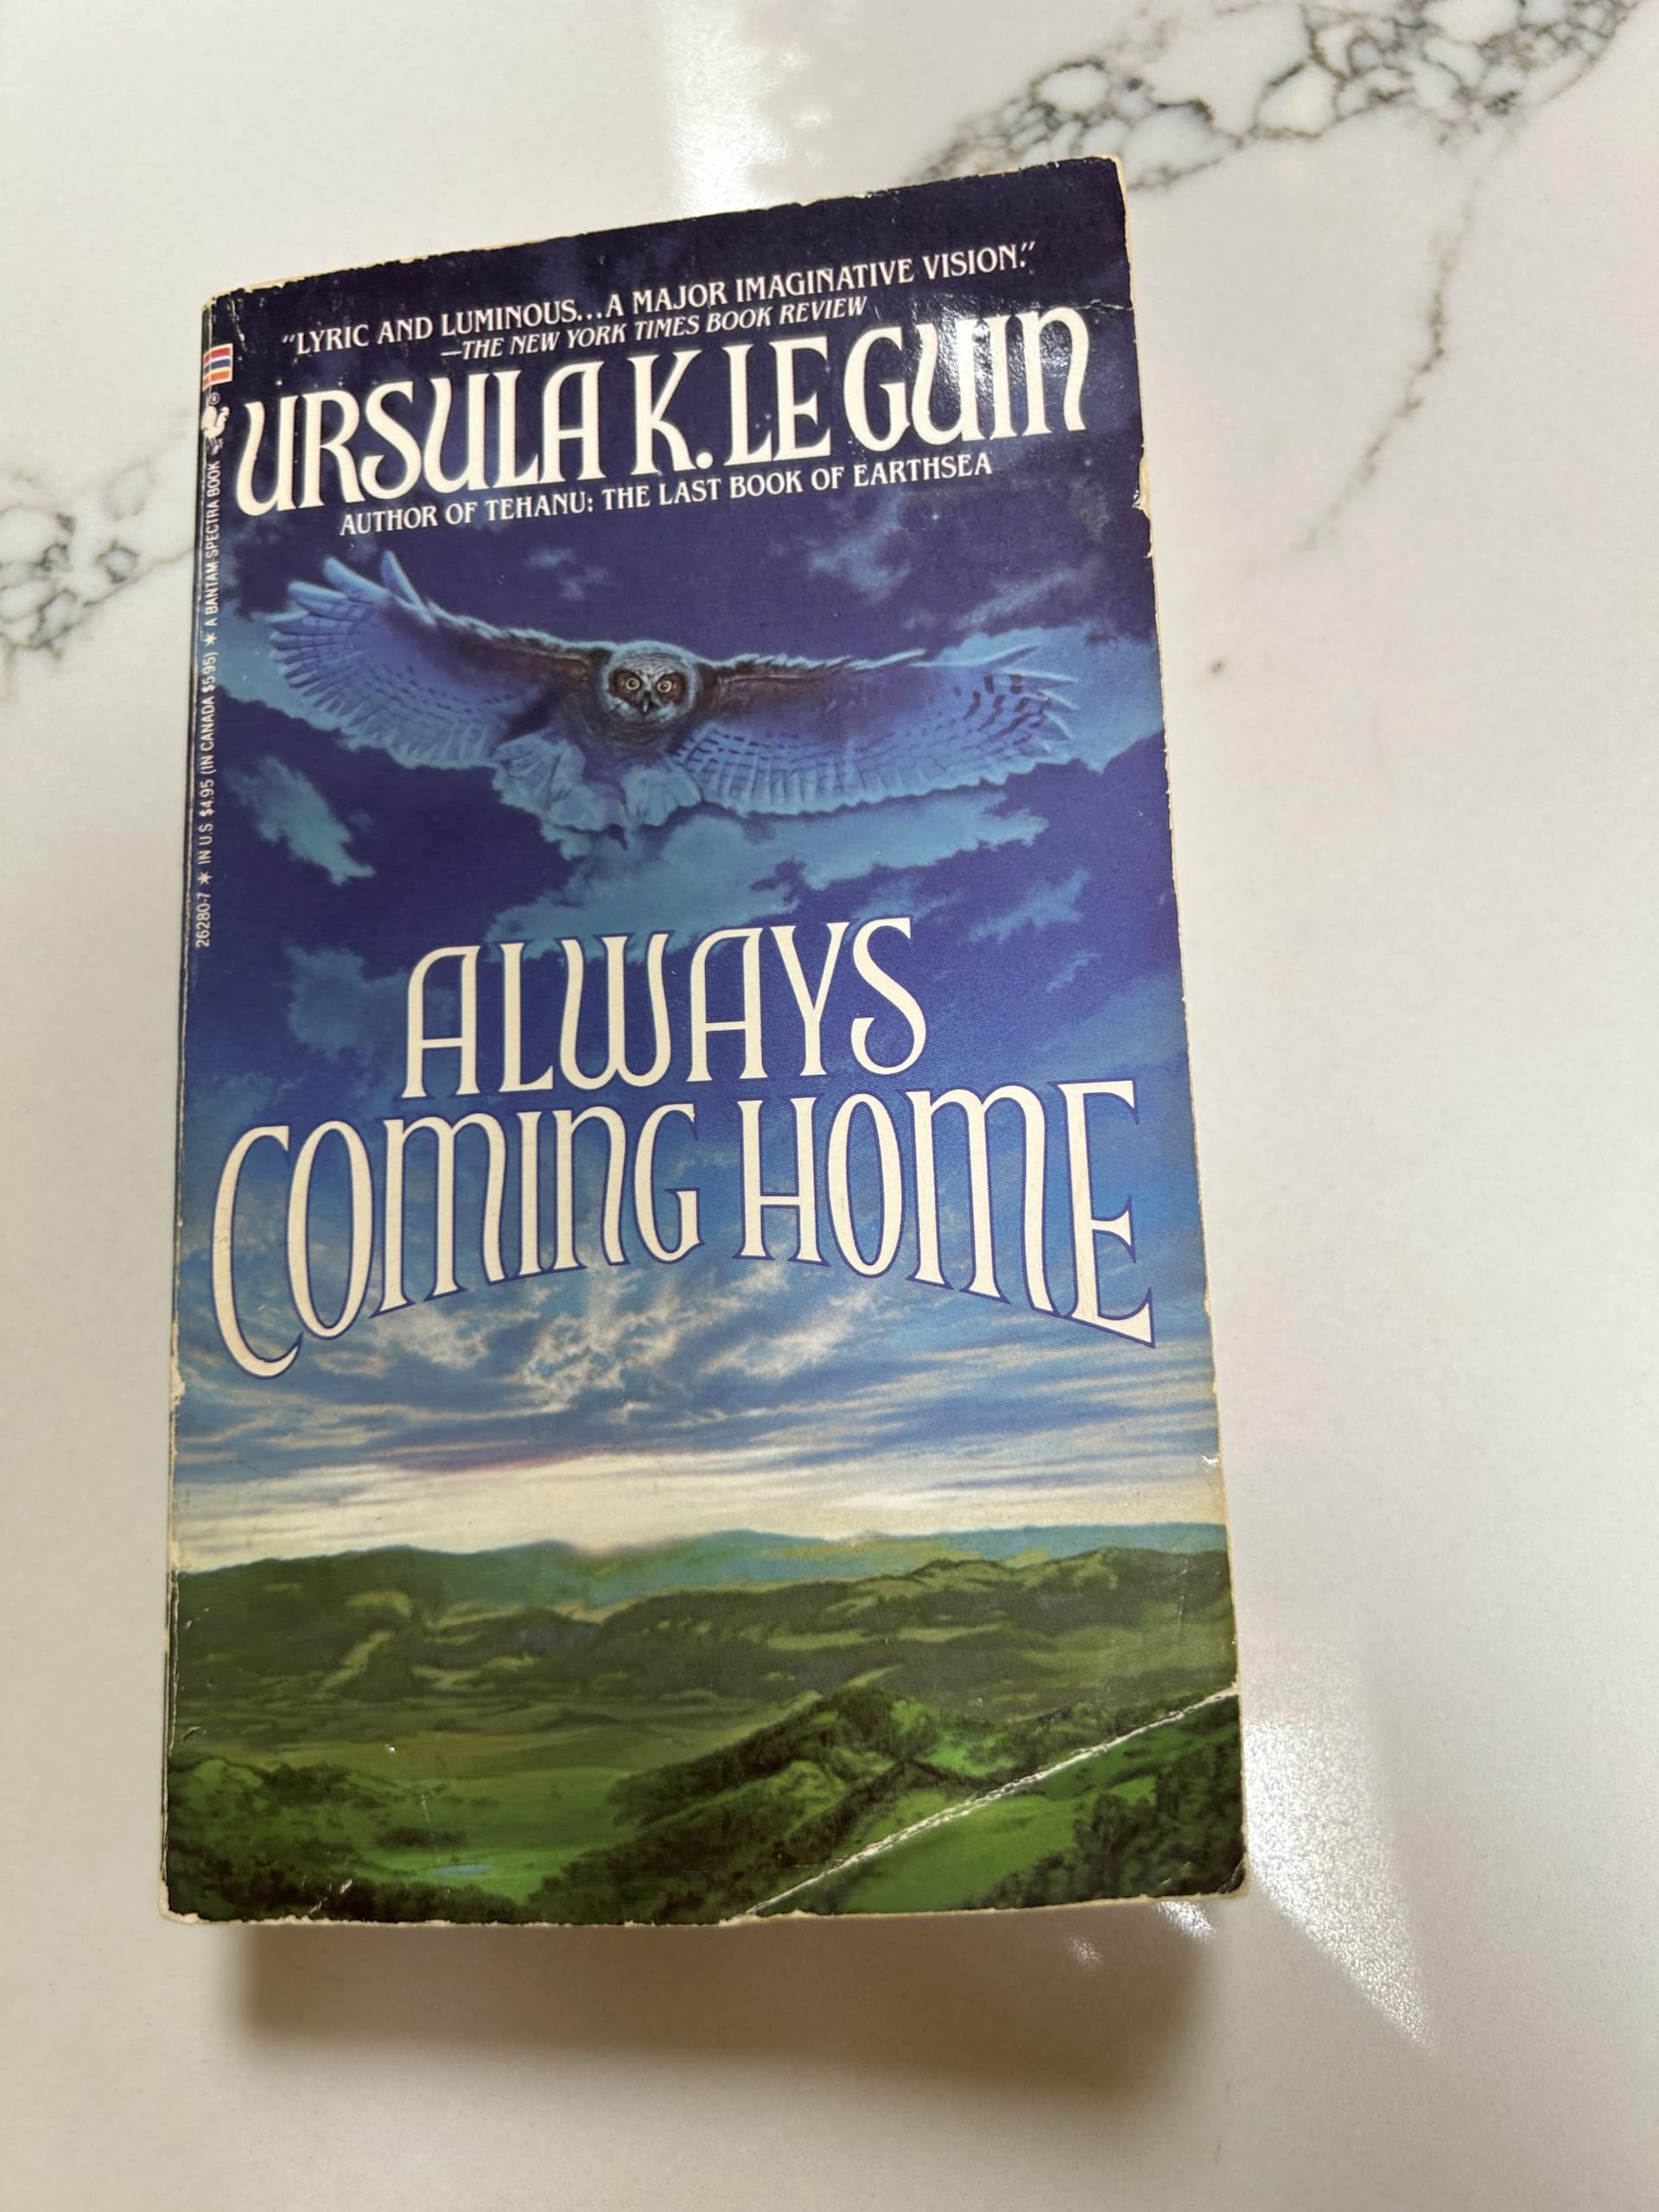 "LYRIC AND LUMINOUS...A MAJOR IMAGINATIVE VISION."
—THE NEW YORK TIMES BOOK REVIEW
URSULA K. LE GUIN
AUTHOR OF TEHANU: THE LAST BOOK OF EARTHSEA
ALWAYS
COMING HOME
26280-7 * IN U.S. $4.95 (IN CANADA $5.95) * A BANTAM SPECTRA BOOK